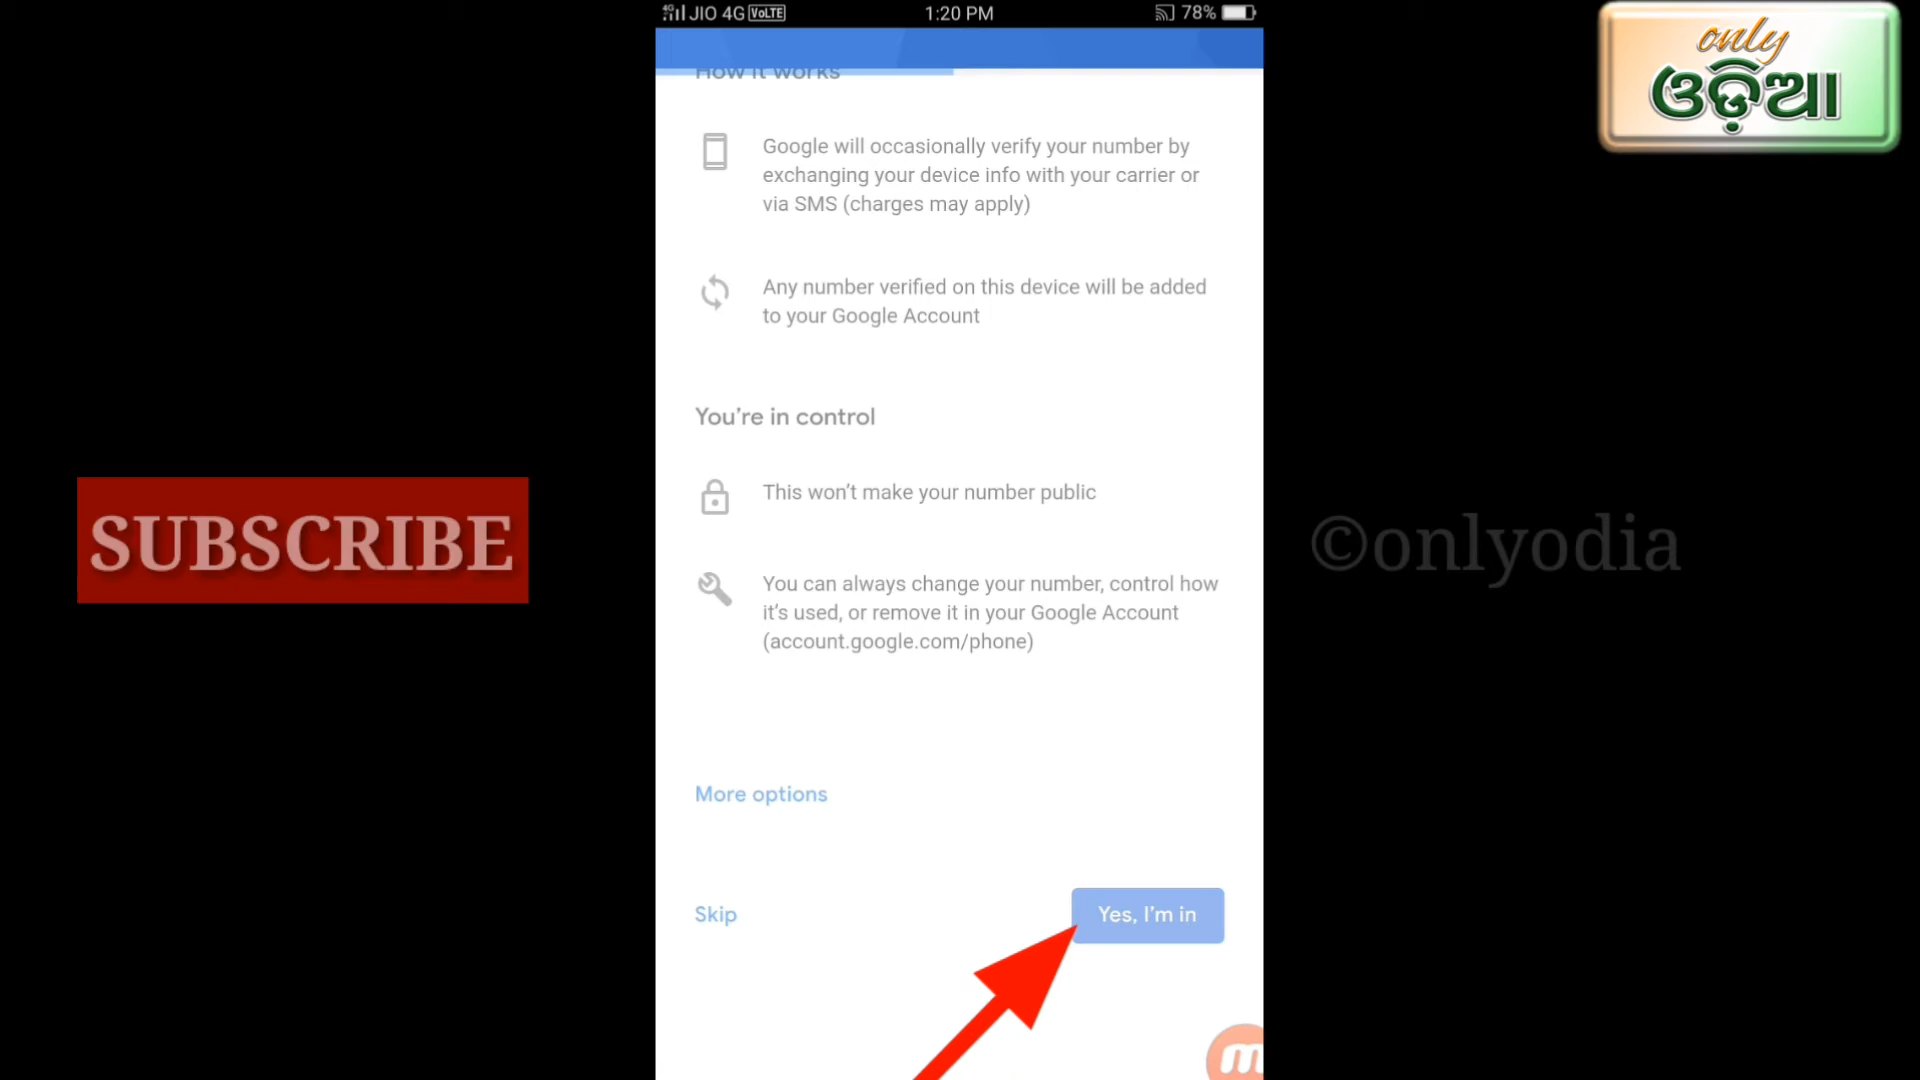 JIO 4G VoLTE
1:20 PM
78%
only
ଓଡ଼ିଆ
How it works
Google will occasionally verify your number by
exchanging your device info with your carrier or
via SMS (charges may apply)
Any number verified on this device will be added
to your Google Account
You're in control
This won't make your number public
SUBSCRIBE
©onlyodia
You can always change your number, control how
it's used, or remove it in your Google Account
(account.google.com/phone)
More options
Skip
Yes, I'm in
m